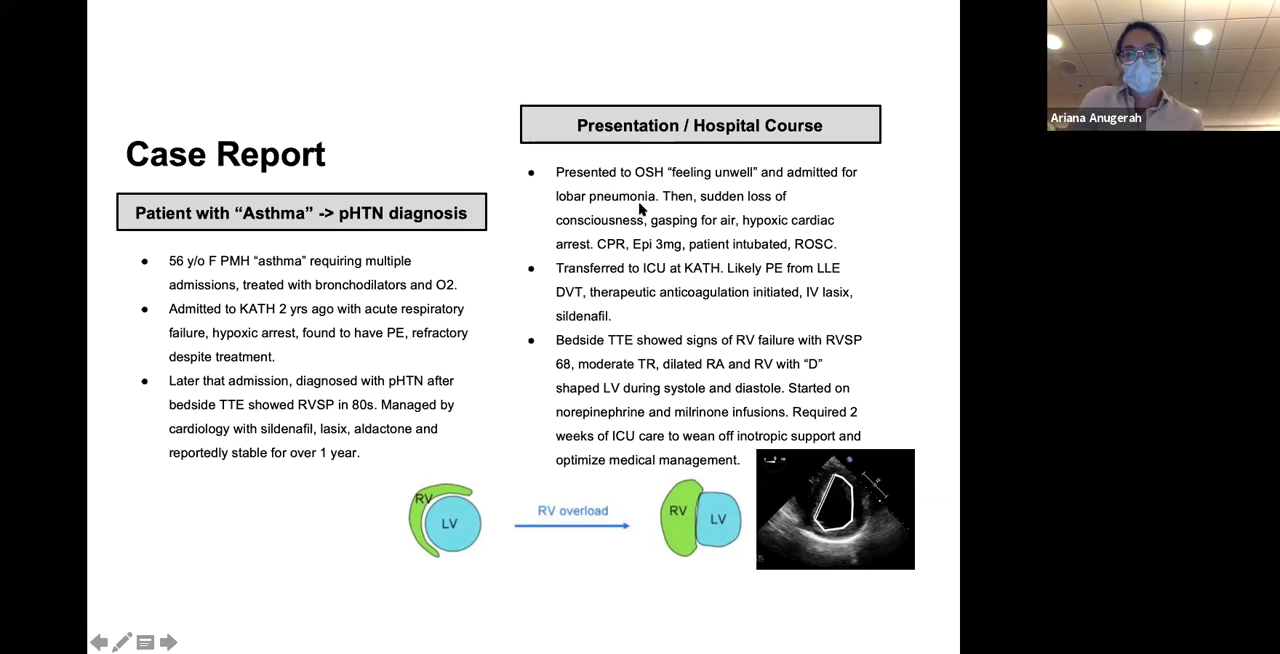 Case Report
Patient with “Asthma” -> pHTN diagnosis
● 56 y/o F PMH “asthma” requiring multiple
admissions, treated with bronchodilators and O2.
● Admitted to KATH 2 yrs ago with acute respiratory
failure, hypoxic arrest, found to have PE, refractory
despite treatment.
● Later that admission, diagnosed with pHTN after
bedside TTE showed RVSP in 80s. Managed by
cardiology with sildenafil, lasix, aldactone and
reportedly stable for over 1 year.
Presentation / Hospital Course
● Presented to OSH “feeling unwell” and admitted for
lobar pneumonia. Then, sudden loss of
consciousness, gasping for air, hypoxic cardiac
arrest. CPR, Epi 3mg, patient intubated, ROSC.
● Transferred to ICU at KATH. Likely PE from LLE
DVT, therapeutic anticoagulation initiated, IV lasix,
sildenafil.
● Bedside TTE showed signs of RV failure with RVSP
68, moderate TR, dilated RA and RV with “D”
shaped LV during systole and diastole. Started on
norepinephrine and milrinone infusions. Required 2
weeks of ICU care to wean off inotropic support and
optimize medical management.
RV
LV
RV overload
RV
LV
Ariana Anugerah